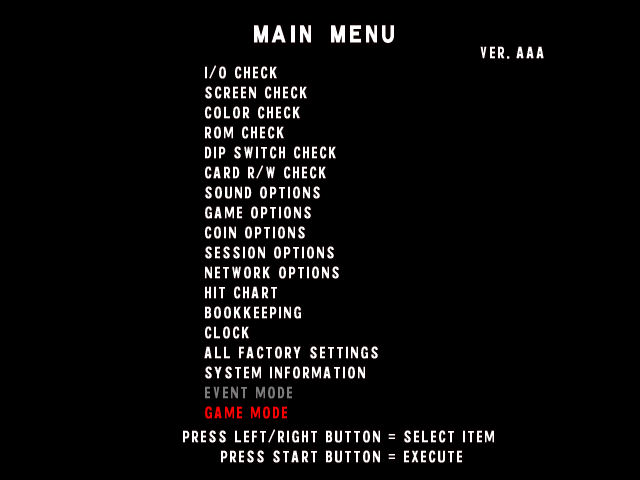 MAIN MENU
VER. AAA
I/O CHECK
SCREEN CHECK
COLOR CHECK
ROM CHECK
DIP SWITCH CHECK
CARD R/W CHECK
SOUND OPTIONS
GAME OPTIONS
COIN OPTIONS
SESSION OPTIONS
NETWORK OPTIONS
HIT CHART
BOOKKEEPING
CLOCK
ALL FACTORY SETTINGS
SYSTEM INFORMATION
EVENT MODE
GAME MODE
PRESS LEFT/RIGHT BUTTON = SELECT ITEM
PRESS START BUTTON = EXECUTE